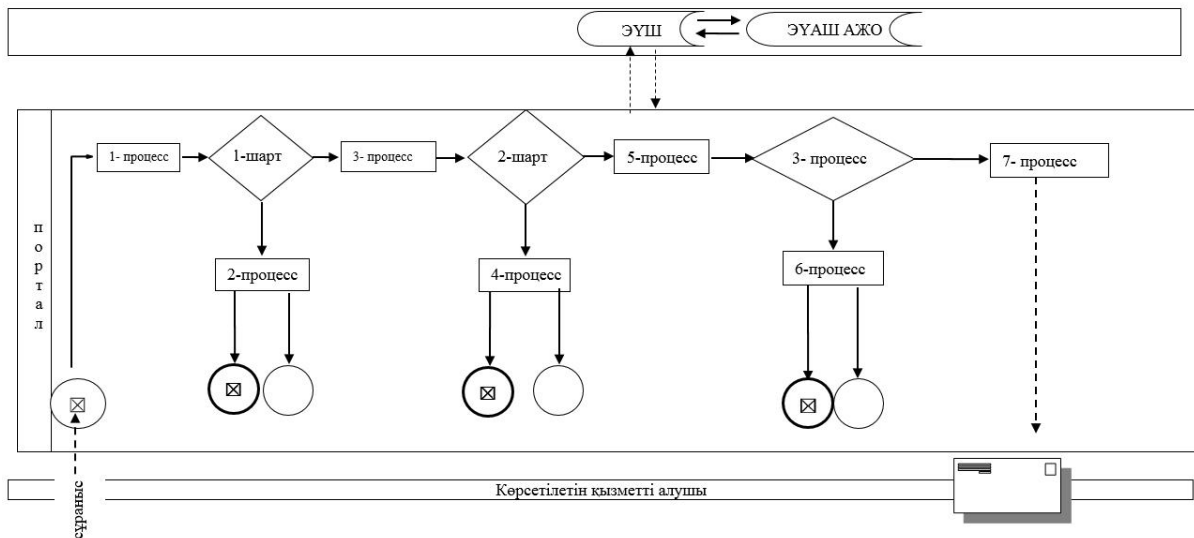 ЭҮШ
ЭҮАШ АЖО
портал
1- процесс
1-шарт
3- процесс
2-шарт
5-процесс
3- процесс
7- процесс
2-процесс
4-процесс
6-процесс
сұраныс
Көрсетілетін қызметті алушы